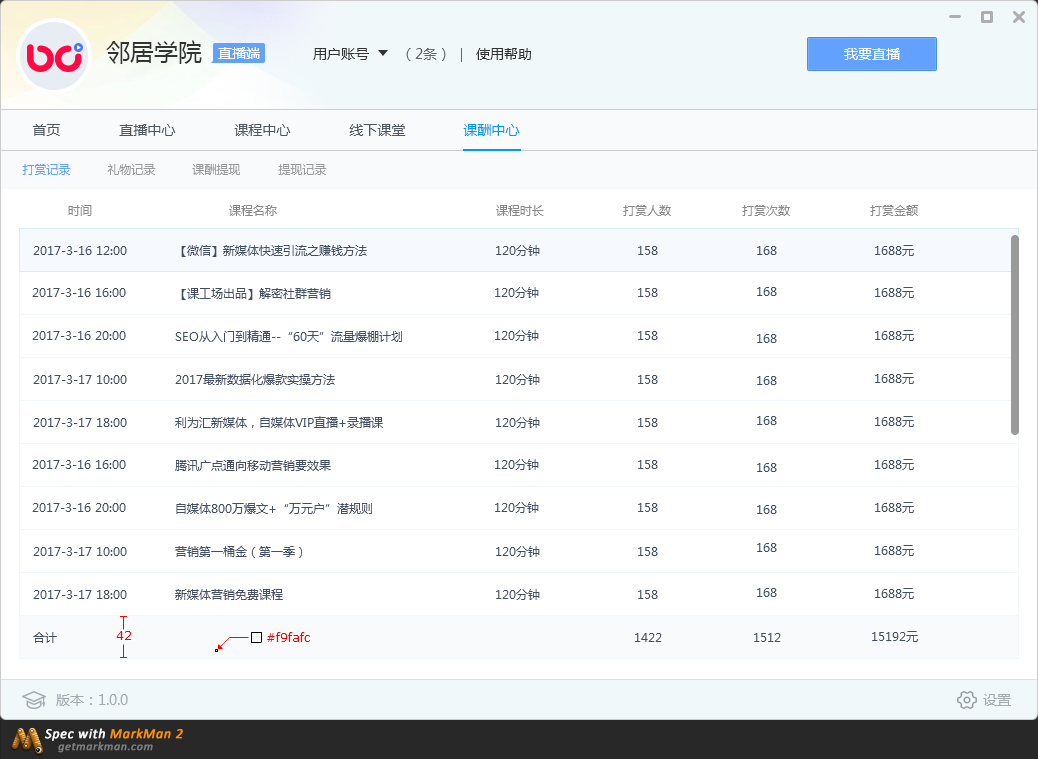 邻居学院 直播端 用户账号 （2条） | 使用帮助 我要直播
首页 直播中心 课程中心 线下课堂 课酬中心
打赏记录 礼物记录 课酬提现 提现记录
时间 课程名称 课程时长 打赏人数 打赏次数 打赏金额
2017-3-16 12:00 【微信】新媒体快速引流之赚钱方法 120分钟 158 168 1688元
2017-3-16 16:00 【课工场出品】解密社群营销 120分钟 158 168 1688元
2017-3-16 20:00 SEO从入门到精通--“60天”流量爆棚计划 120分钟 158 168 1688元
2017-3-17 10:00 2017最新数据化爆款实操方法 120分钟 158 168 1688元
2017-3-17 18:00 利为汇新媒体，自媒体VIP直播+录播课 120分钟 158 168 1688元
2017-3-16 16:00 腾讯广点通向移动营销要效果 120分钟 158 168 1688元
2017-3-16 20:00 自媒体800万爆文+“万元户”潜规则 120分钟 158 168 1688元
2017-3-17 10:00 营销第一桶金（第一季） 120分钟 158 168 1688元
2017-3-17 18:00 新媒体营销免费课程 120分钟 158 168 1688元
合计 42 #f9fafc 1422 1512 15192元
版本：1.0.0 设置
Spec with MarkMan 2
getmarkman.com